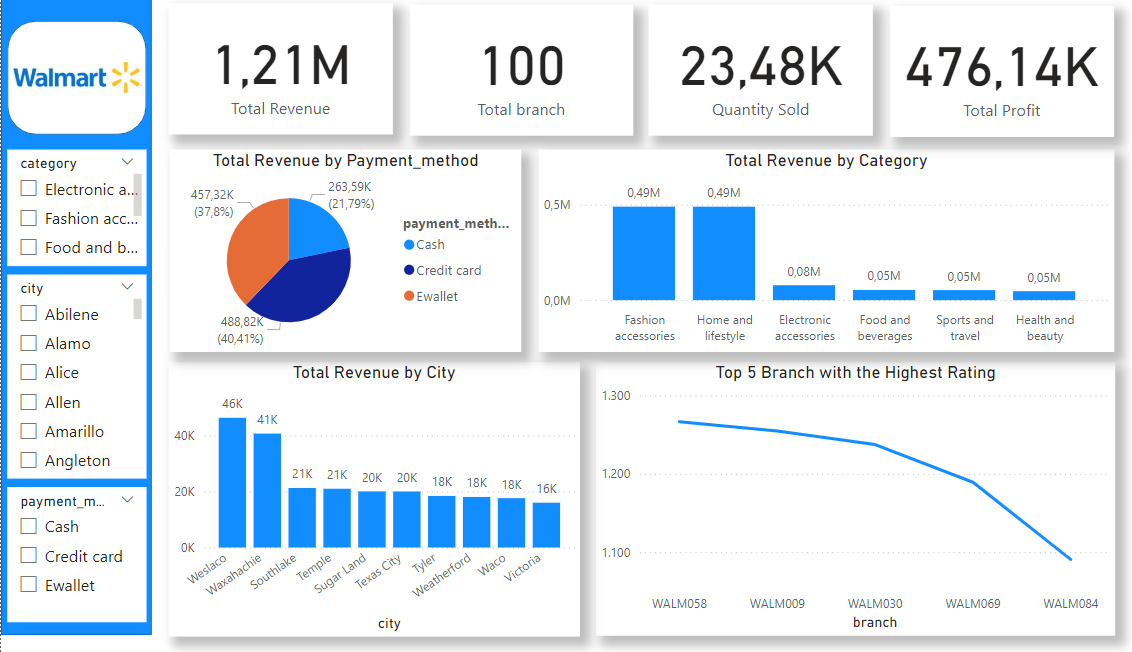 Walmart
category
Electronic a...
Fashion acc...
Food and b...
city
Abilene
Alamo
Alice
Allen
Amarillo
Angleton
payment_m...
Cash
Credit card
Ewallet
1,21M
Total Revenue
100
Total branch
23,48K
Quantity Sold
476,14K
Total Profit
Total Revenue by Payment_method
457,32K
(37,8%)
263,59K
(21,79%)
488,82K
(40,41%)
payment_meth...
Cash
Credit card
Ewallet
Total Revenue by Category
0,5M
0,0M
0,49M
0,49M
0,08M
0,05M
0,05M
0,05M
Fashion
accessories
Home and
lifestyle
Electronic
accessories
Food and
beverages
Sports and
travel
Health and
beauty
Total Revenue by City
40K
20K
0K
46K
41K
21K
21K
20K
20K
18K
18K
18K
16K
Weslaco
Waxahachie
Southlake
Temple
Sugar Land
Texas City
Tyler
Weatherford
Waco
Victoria
city
Top 5 Branch with the Highest Rating
1.300
1.200
1.100
WALM058
WALM009
WALM030
WALM069
WALM084
branch